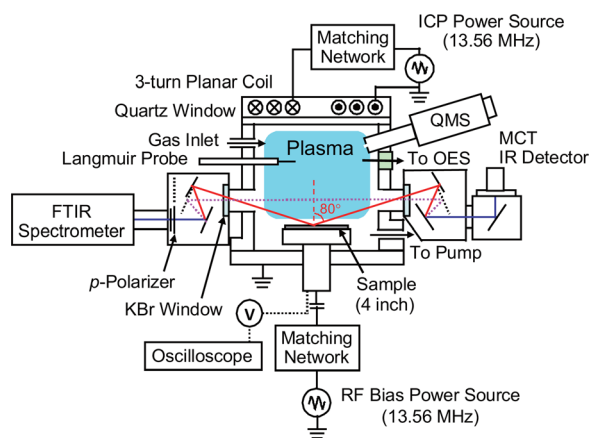 ICP Power Source
(13.56 MHz)
Matching
Network
3-turn Planar Coil
Quartz Window
QMS
Gas Inlet
Plasma
MCT
IR Detector
Langmuir Probe
To OES
FTIR
Spectrometer
80°
To Pump
p-Polarizer
KBr Window
Sample
(4 inch)
V
Oscilloscope
Matching
Network
RF Bias Power Source
(13.56 MHz)